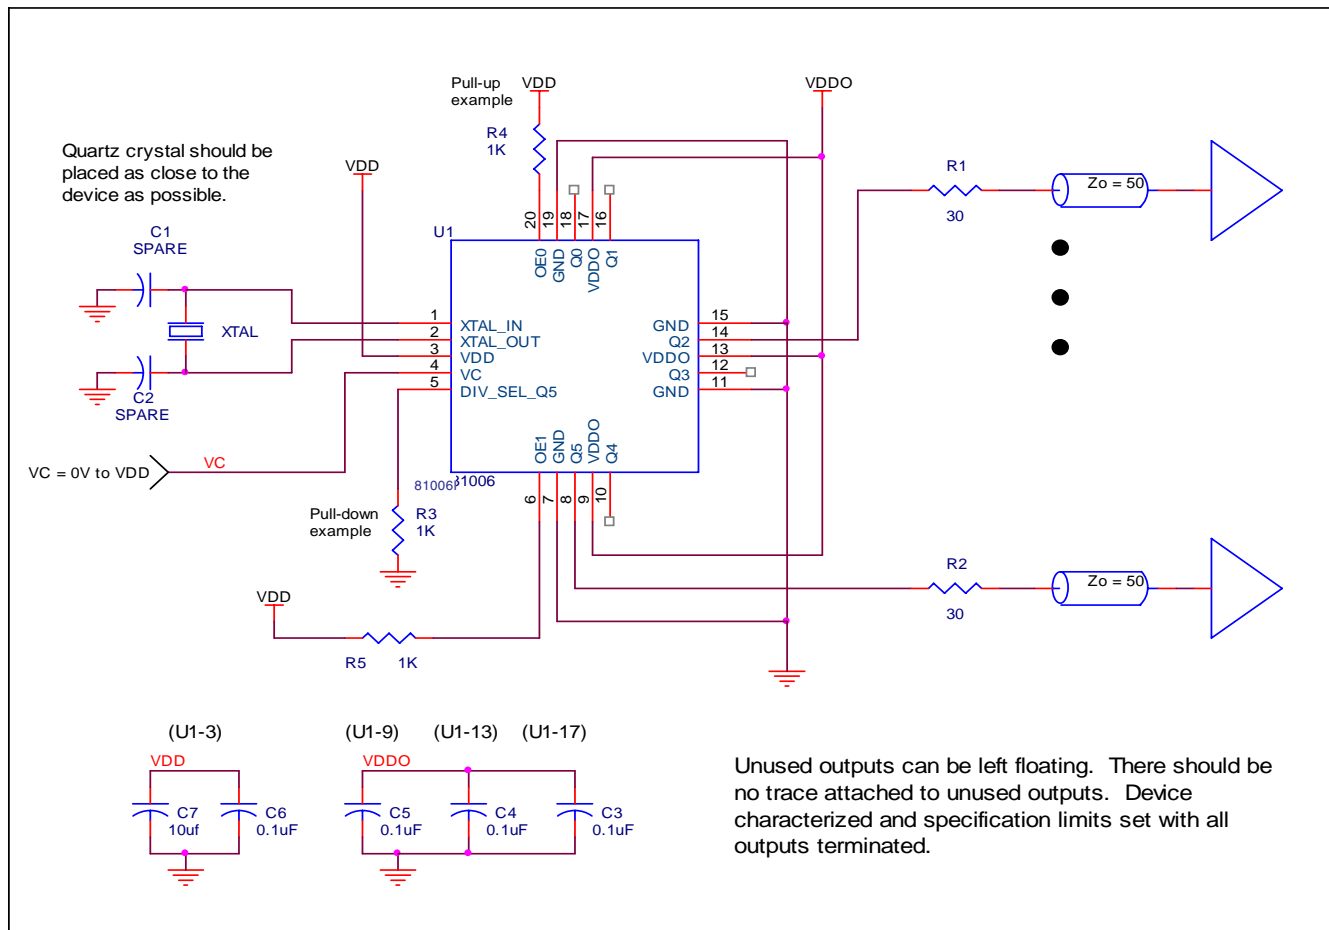 Pull-up
example
VDD
VDDO
R4
1K
Quartz crystal should be
placed as close to the
device as possible.
VDD
R1
30
Zo = 50
C1
SPARE
U1
20
19
18
17
16
OE0
GND
Q0
VDDO
Q1
XTAL
1
2
3
4
5
XTAL_IN
XTAL_OUT
VDD
VC
DIV_SEL_Q5
GND
Q2
VDDO
Q3
GND
15
14
13
12
11
C2
SPARE
OE1
GND
Q5
VDDO
Q4
VC = 0V to VDD
VC
81006
81006
6
7
8
9
10
Pull-down
example
R3
1K
R2
30
Zo = 50
VDD
R5
1K
(U1-3)
(U1-9)
(U1-13)
(U1-17)
VDD
VDDO
C7
10uf
C6
0.1uF
C5
0.1uF
C4
0.1uF
C3
0.1uF
Unused outputs can be left floating. There should be
no trace attached to unused outputs. Device
characterized and specification limits set with all
outputs terminated.